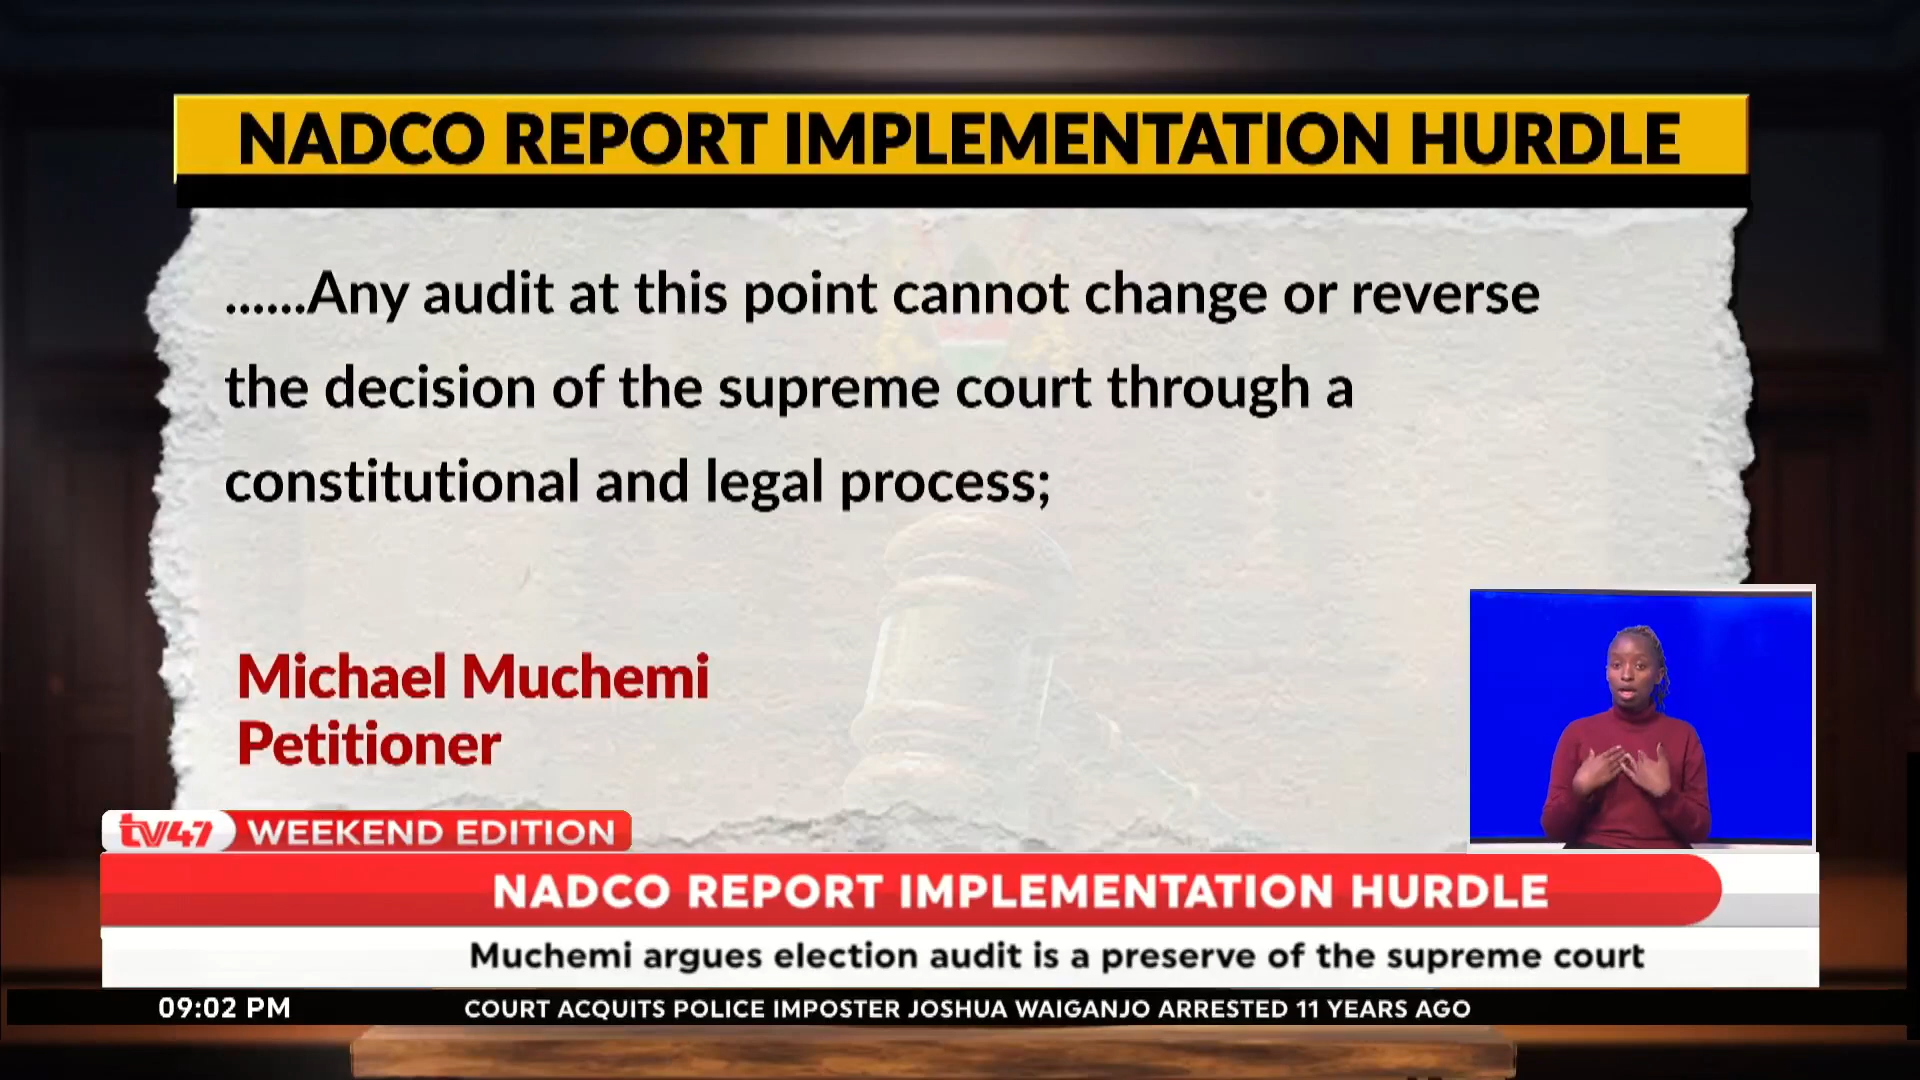 NADCO REPORT IMPLEMENTATION HURDLE
......Any audit at this point cannot change or reverse
the decision of the supreme court through a
constitutional and legal process;
Michael Muchemi
Petitioner
tv47 WEEKEND EDITION
NADCO REPORT IMPLEMENTATION HURDLE
Muchemi argues election audit is a preserve of the supreme court
09:02 PM COURT ACQUITS POLICE IMPOSTER JOSHUA WAIGANJO ARRESTED 11 YEARS AGO